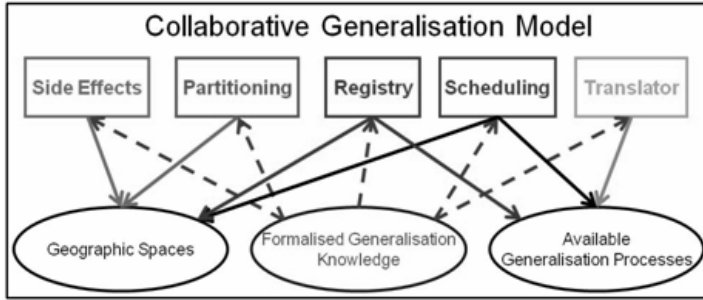 Collaborative Generalisation Model
Side Effects
Partitioning
Registry
Scheduling
Translator
Geographic Spaces
Formalised Generalisation
Knowledge
Available
Generalisation Processes